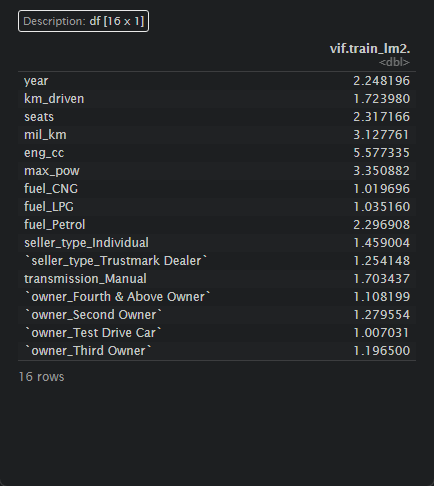 Description: df [16 x 1]
vif.train_lm2.
<dbl>
year 2.248196
km_driven 1.723980
seats 2.317166
mil_km 3.127761
eng_cc 5.577335
max_pow 3.350882
fuel_CNG 1.019696
fuel_LPG 1.035160
fuel_Petrol 2.296908
seller_type_Individual 1.459004
`seller_type_Trustmark Dealer` 1.254148
transmission_Manual 1.703437
`owner_Fourth & Above Owner` 1.108199
`owner_Second Owner` 1.279554
`owner_Test Drive Car` 1.007031
`owner_Third Owner` 1.196500
16 rows